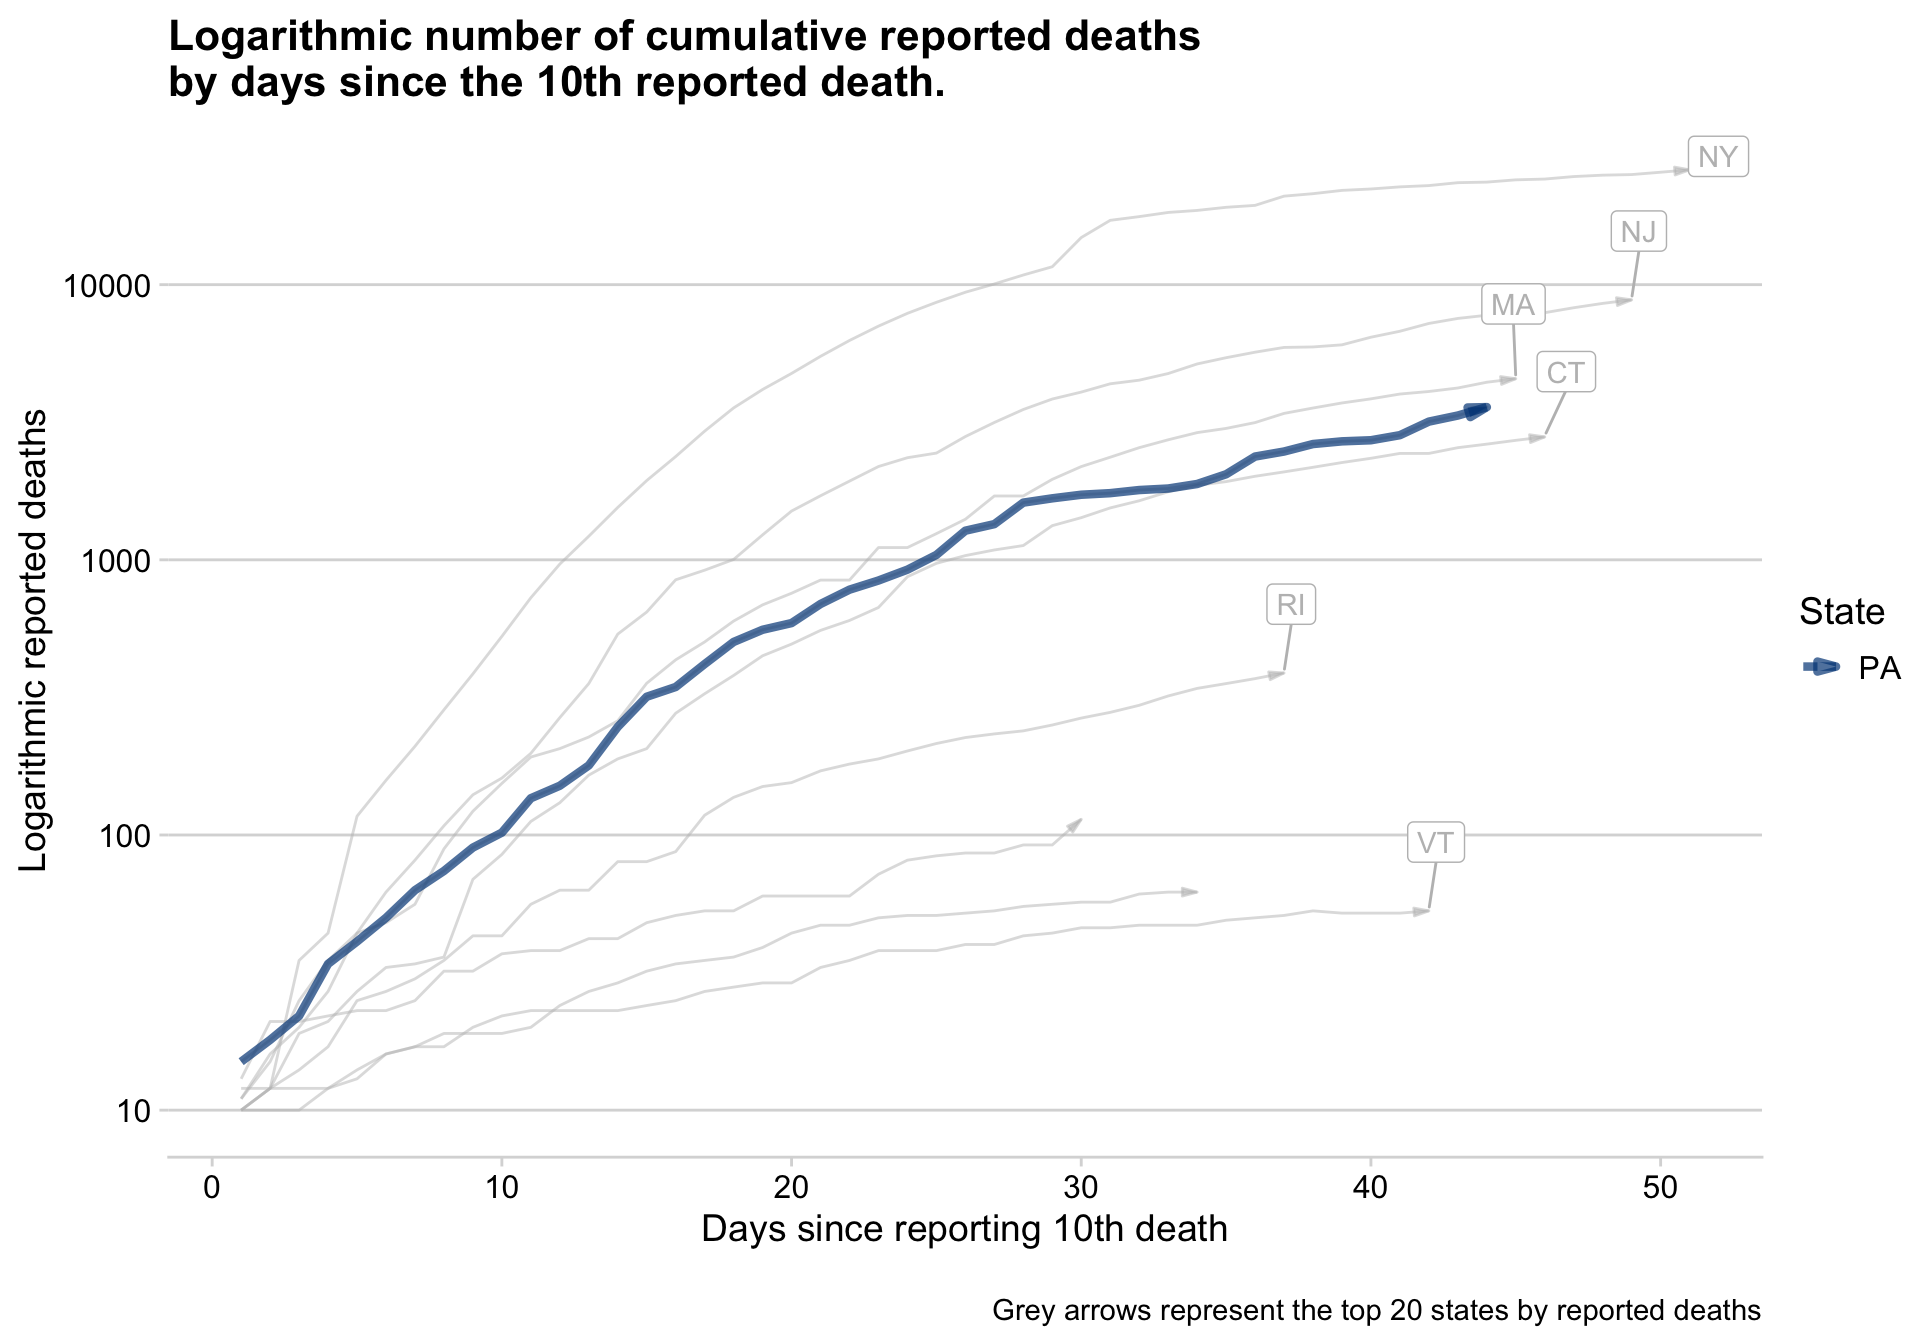 Logarithmic number of cumulative reported deaths
by days since the 10th reported death.
NY
NJ
10000
MA
CT
1000
RI
100
VT
10
Logarithmic reported deaths
State
PA
0 10 20 30 40 50
Days since reporting 10th death
Grey arrows represent the top 20 states by reported deaths